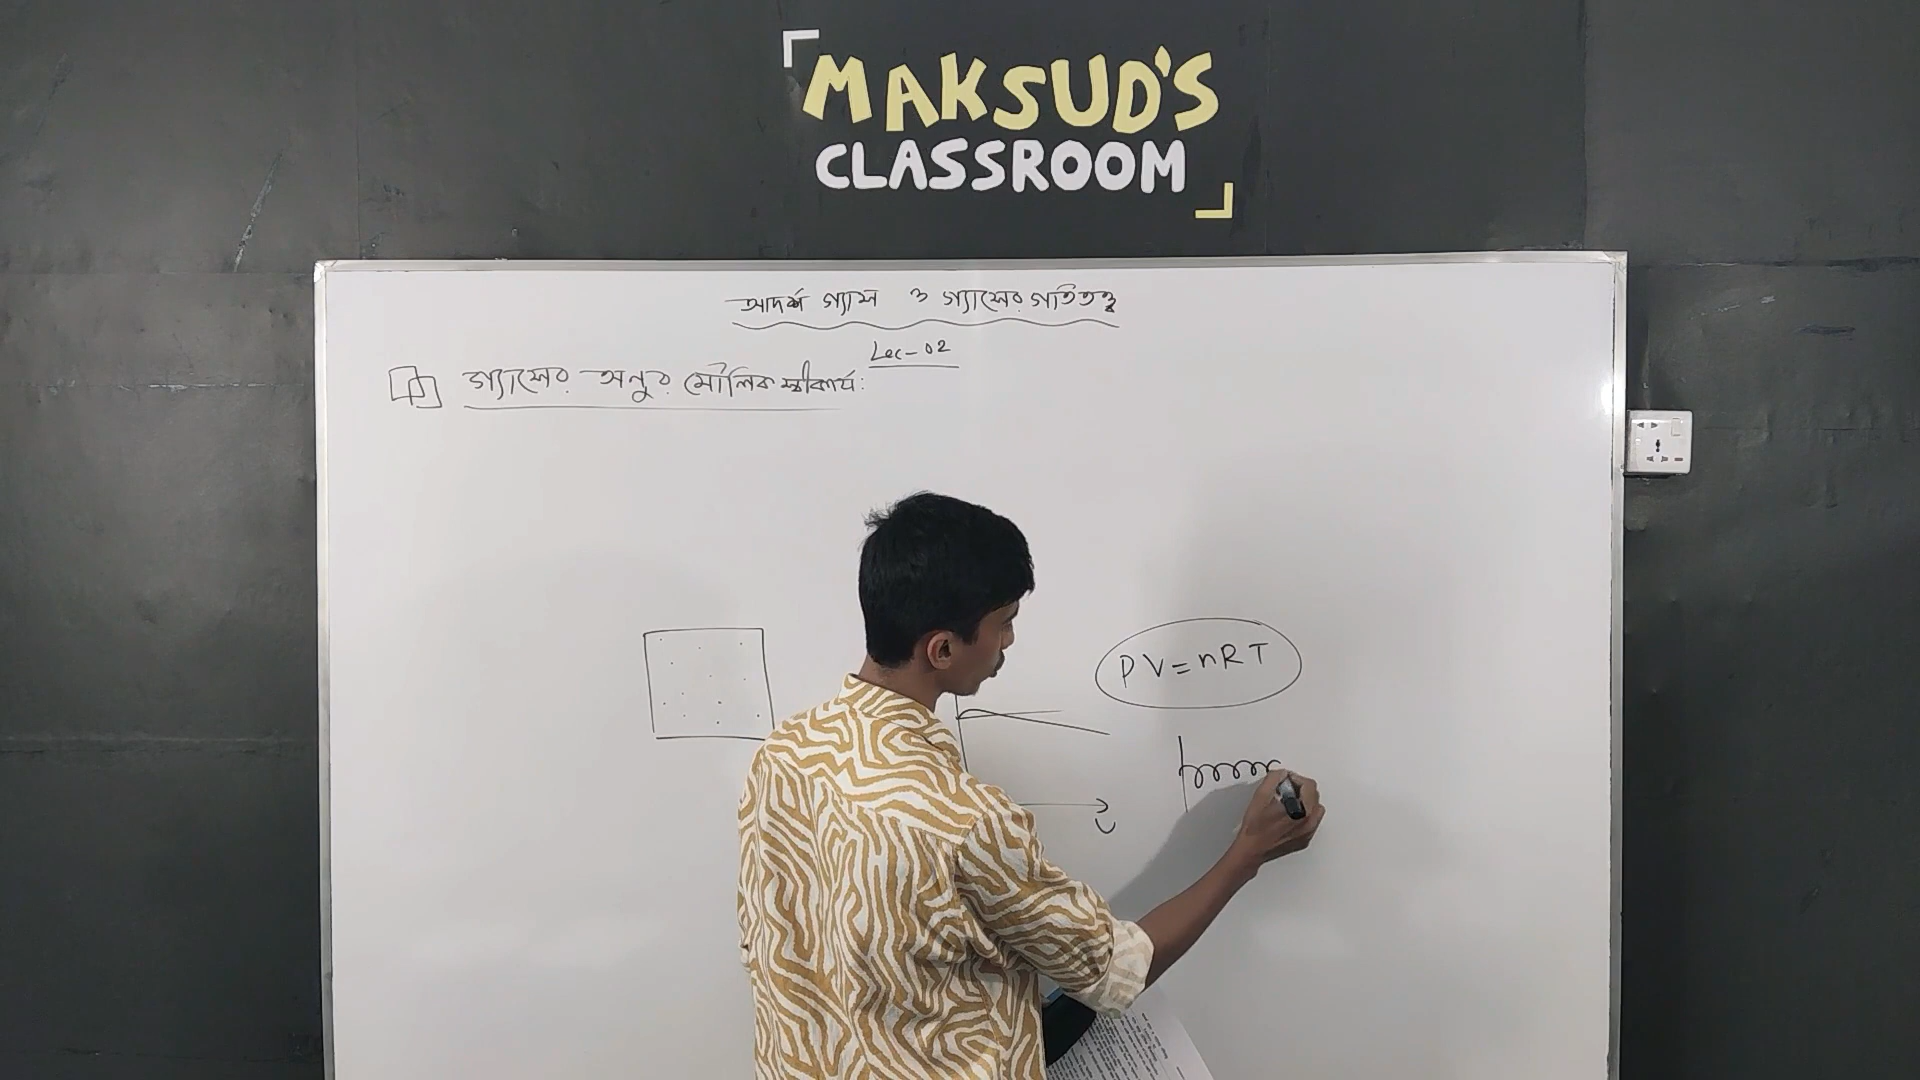 MAKSUD'S
CLASSROOM
আদর্শ গ্যাস ও গ্যাসের গতিতত্ত্ব
Lec-02
গ্যাসের অনুর মৌলিক স্বীকার্য:
PV=nRT